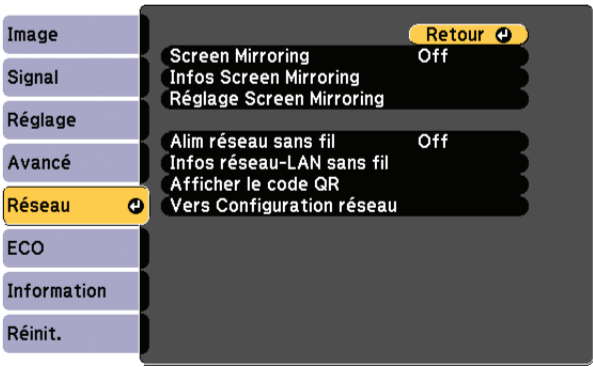 Image
Signal
Réglage
Avancé
Réseau
ECO
Information
Réinit.
Retour
Screen Mirroring Off
Infos Screen Mirroring
Réglage Screen Mirroring
Alim réseau sans fil Off
Infos réseau-LAN sans fil
Afficher le code QR
Vers Configuration réseau